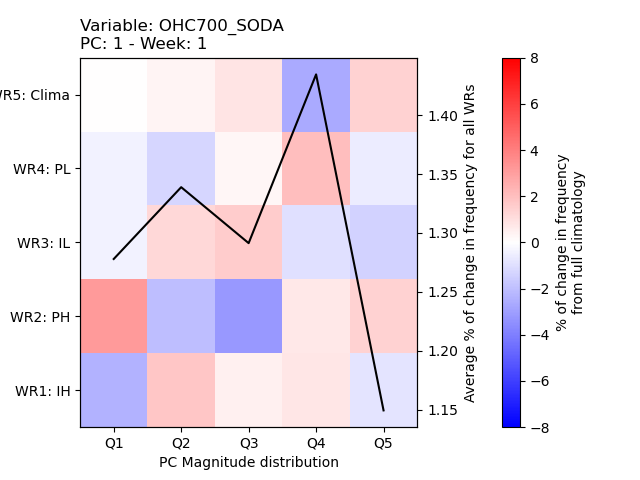 Variable: OHC700_SODA
PC: 1 - Week: 1
WR5: Clima
WR4: PL
WR3: IL
WR2: PH
WR1: IH
Q1 Q2 Q3 Q4 Q5
PC Magnitude distribution
1.40
1.35
1.30
1.25
1.20
1.15
Average % of change in frequency for all WRs
8
6
4
2
0
−2
−4
−6
−8
% of change in frequency
from full climatology